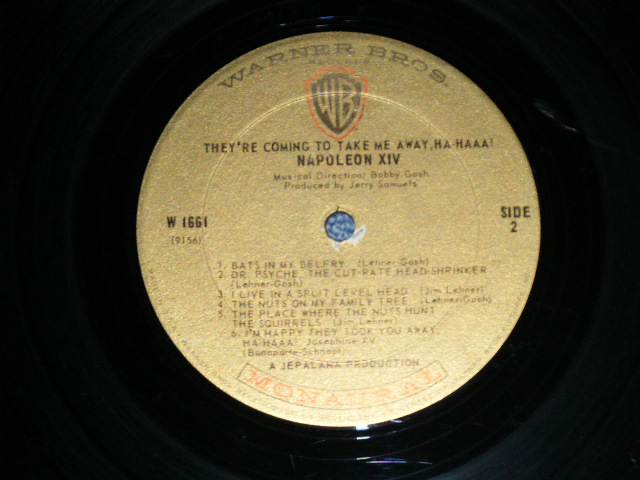 WARNER BROS.
WB
THEY'RE COMING TO TAKE ME AWAY, HA-HAAA!
NAPOLEON XIV
Musical Direction: Bobby Gosh
Produced by Jerry Samuels
W 1661
(9156)
SIDE
2
1. BATS IN MY BELFRY (Lehner-Gosh)
2. DR. PSYCHE, THE CUT-RATE HEAD-SHRINKER
(Lehner-Gosh)
3. I LIVE IN A SPLIT LEVEL HEAD (Jim Lehner)
4. THE NUTS ON MY FAMILY TREE (Lehner-Gosh)
5. THE PLACE WHERE THE NUTS HUNT
THE SQUIRRELS (Jim Lehner)
6. I'M HAPPY THEY TOOK YOU AWAY,
HA-HAAA! Josephine XV
(Bonaparte-Schnapt)
A JEPALANA PRODUCTION
MONAURAL